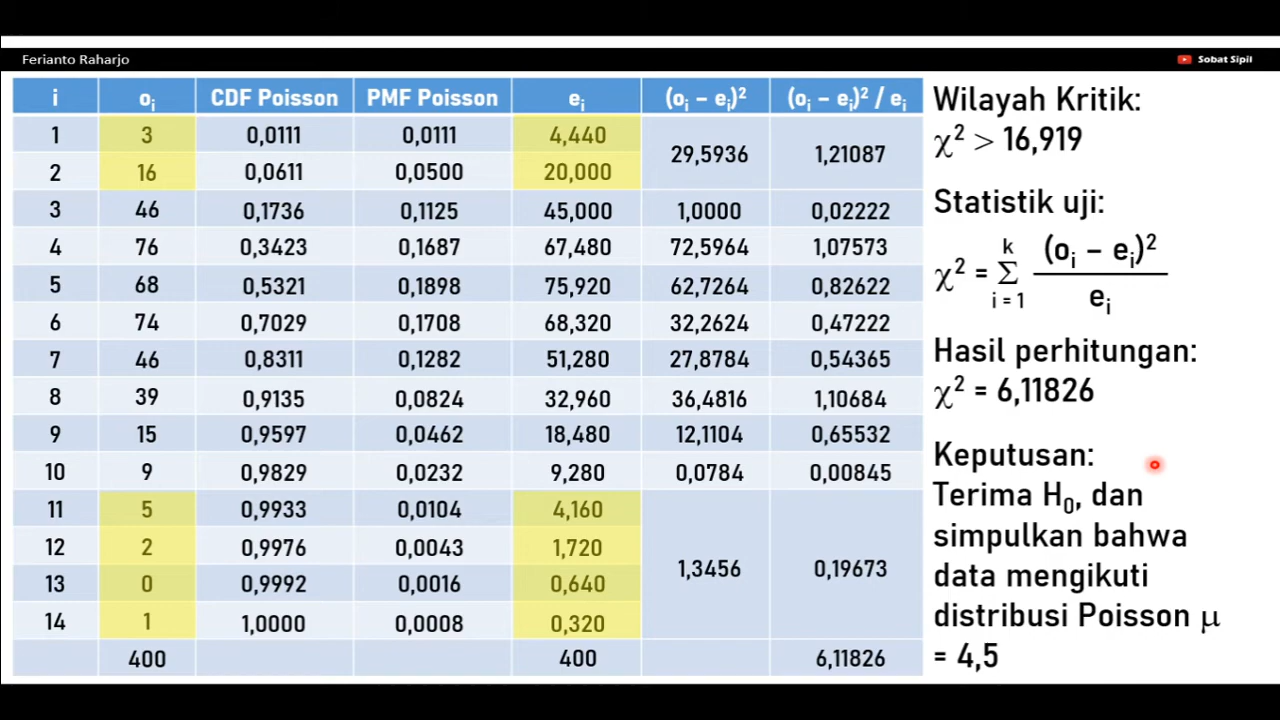 Ferianto Raharjo
Sobat Sipil
i oᵢ CDF Poisson PMF Poisson eᵢ (oᵢ – eᵢ)² (oᵢ – eᵢ)² / eᵢ
1 3 0,0111 0,0111 4,440
29,5936 1,21087
2 16 0,0611 0,0500 20,000
3 46 0,1736 0,1125 45,000 1,0000 0,02222
4 76 0,3423 0,1687 67,480 72,5964 1,07573
5 68 0,5321 0,1898 75,920 62,7264 0,82622
6 74 0,7029 0,1708 68,320 32,2624 0,47222
7 46 0,8311 0,1282 51,280 27,8784 0,54365
8 39 0,9135 0,0824 32,960 36,4816 1,10684
9 15 0,9597 0,0462 18,480 12,1104 0,65532
10 9 0,9829 0,0232 9,280 0,0784 0,00845
11 5 0,9933 0,0104 4,160
12 2 0,9976 0,0043 1,720
1,3456 0,19673
13 0 0,9992 0,0016 0,640
14 1 1,0000 0,0008 0,320
400 400 6,11826
Wilayah Kritik:
χ² > 16,919
Statistik uji:
χ² = Σ (oᵢ – eᵢ)² / eᵢ
k
i = 1
Hasil perhitungan:
χ² = 6,11826
Keputusan:
Terima H₀, dan
simpulkan bahwa
data mengikuti
distribusi Poisson μ
= 4,5